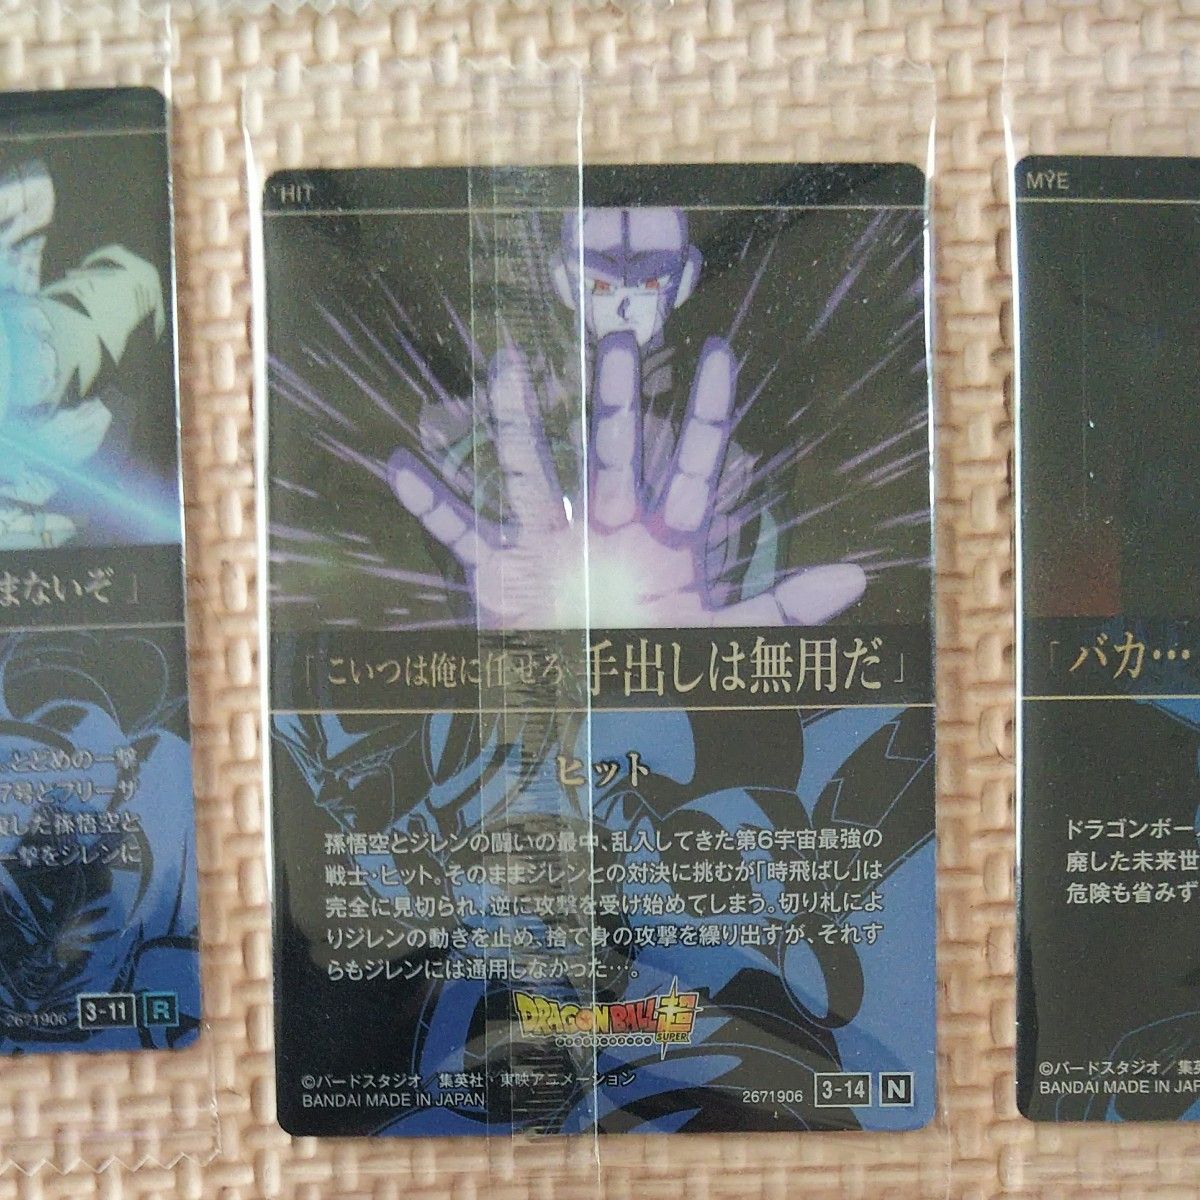 まないぞ」
、とどめの一撃
7号とフリーザ
した孫悟空と
一撃をジレンに
2671906 3-11 R
HIT
「こいつは俺に任せろ 手出しは無用だ」
ヒット
孫悟空とジレンの闘いの最中、乱入してきた第6宇宙最強の
戦士・ヒット。そのままジレンとの対決に挑むが「時飛ばし」は
完全に見切られ、逆に攻撃を受け始めてしまう。切り札によ
りジレンの動きを止め、捨て身の攻撃を繰り出すが、それす
らもジレンには通用しなかった…。
DRAGONBALL超
SUPER
©バードスタジオ／集英社・東映アニメーション
BANDAI MADE IN JAPAN
2671906 3-14 N
MYE
「バカ…
ドラゴンボー
廃した未来世
危険も省みず
©バードスタジオ／集英
BANDAI MADE IN JA